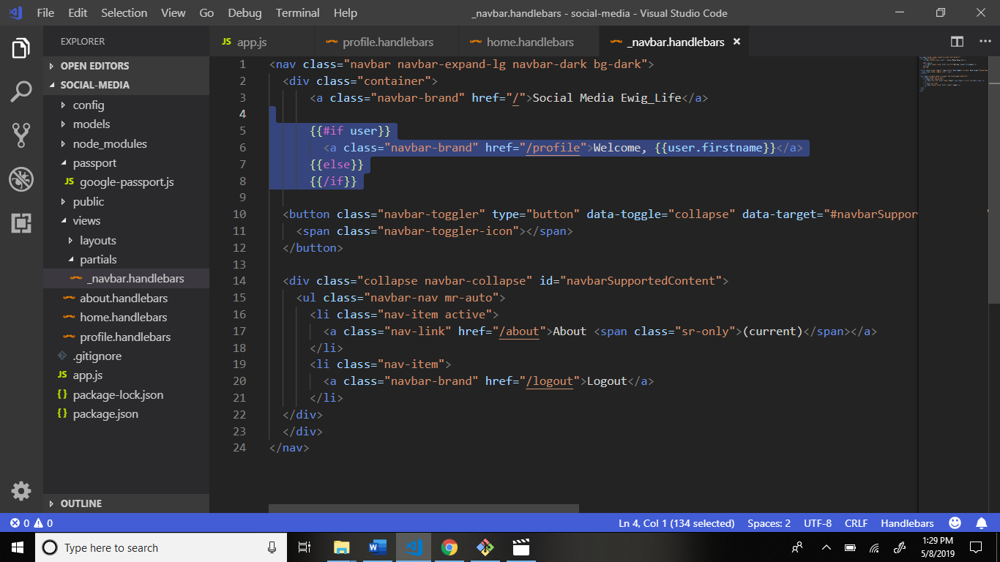 File Edit Selection View Go Debug Terminal Help _navbar.handlebars - social-media - Visual Studio Code
EXPLORER
OPEN EDITORS
SOCIAL-MEDIA
config
models
node_modules
passport
JS google-passport.js
public
views
layouts
partials
_navbar.handlebars
about.handlebars
home.handlebars
profile.handlebars
.gitignore
JS app.js
{} package-lock.json
{} package.json
OUTLINE
JS app.js profile.handlebars home.handlebars _navbar.handlebars
1 <nav class="navbar navbar-expand-lg navbar-dark bg-dark">
2 <div class="container">
3 <a class="navbar-brand" href="/">Social Media Ewig_Life</a>
4
5 {{#if user}}
6 <a class="navbar-brand" href="/profile">Welcome, {{user.firstname}}</a>
7 {{else}}
8 {{/if}}
9
10 <button class="navbar-toggler" type="button" data-toggle="collapse" data-target="#navbarSuppor
11 <span class="navbar-toggler-icon"></span>
12 </button>
13
14 <div class="collapse navbar-collapse" id="navbarSupportedContent">
15 <ul class="navbar-nav mr-auto">
16 <li class="nav-item active">
17 <a class="nav-link" href="/about">About <span class="sr-only">(current)</span></a>
18 </li>
19 <li class="nav-item">
20 <a class="navbar-brand" href="/logout">Logout</a>
21 </li>
22 </div>
23 </div>
24 </nav>
0 0 Ln 4, Col 1 (134 selected) Spaces: 2 UTF-8 CRLF Handlebars
Type here to search
1:29 PM
5/8/2019